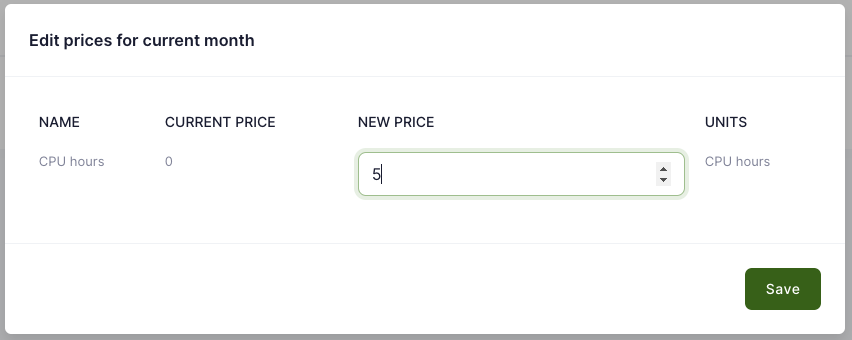 Edit prices for current month
NAME CURRENT PRICE NEW PRICE UNITS
CPU hours 0 5 CPU hours
Save